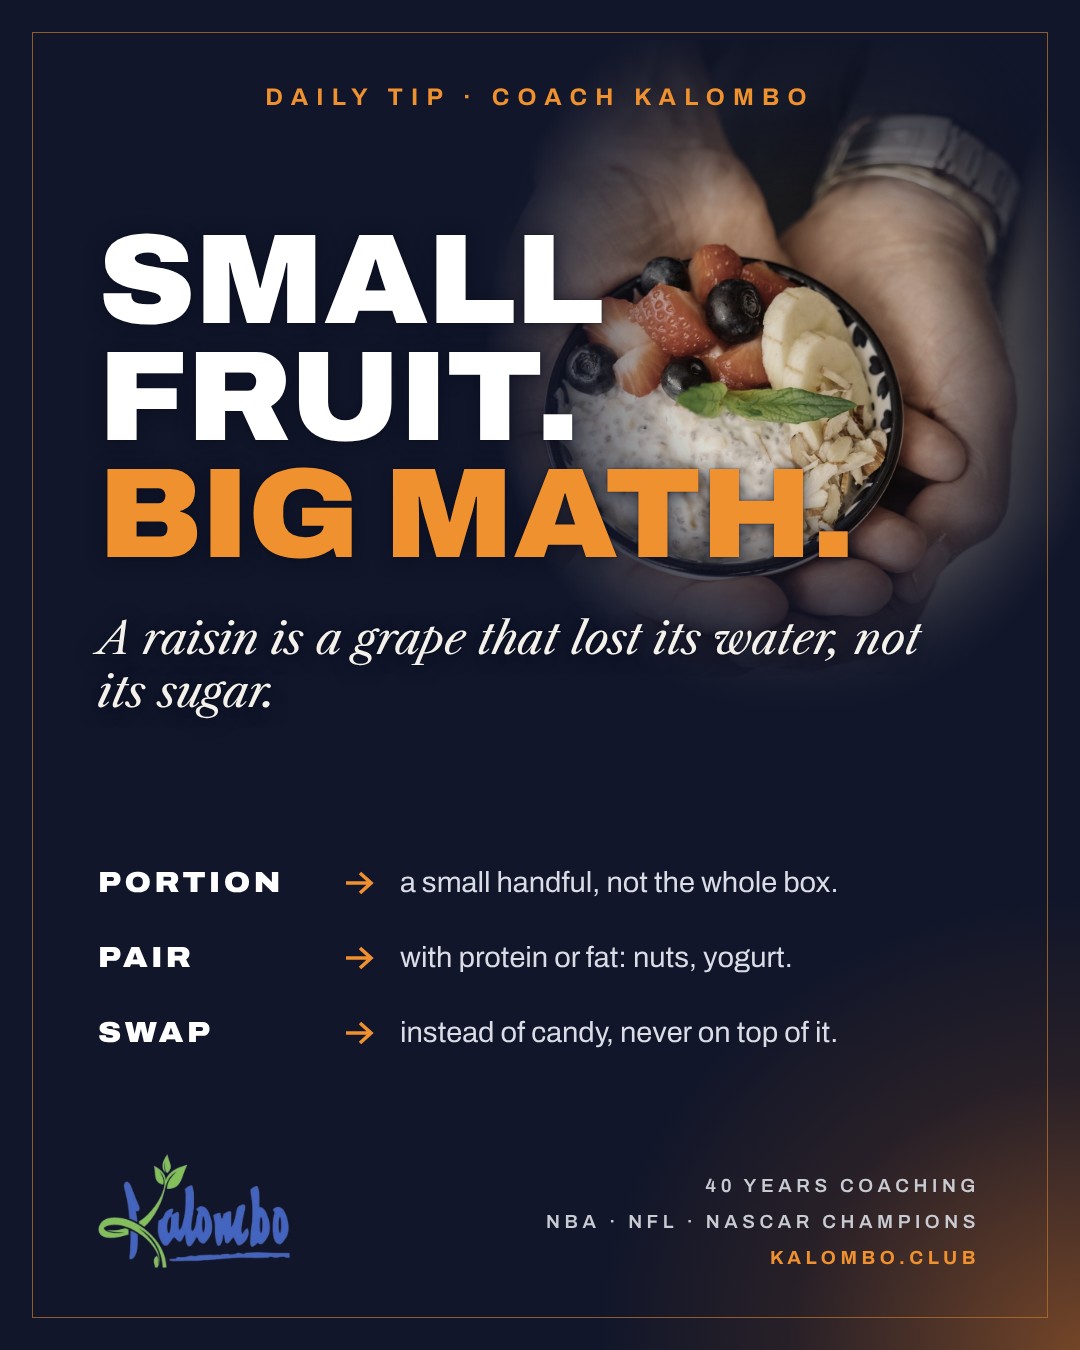 DAILY TIP · COACH KALOMBO
SMALL
FRUIT.
BIG MATH.
A raisin is a grape that lost its water, not
its sugar.
PORTION → a small handful, not the whole box.
PAIR → with protein or fat: nuts, yogurt.
SWAP → instead of candy, never on top of it.
Kalombo
40 YEARS COACHING
NBA · NFL · NASCAR CHAMPIONS
KALOMBO.CLUB